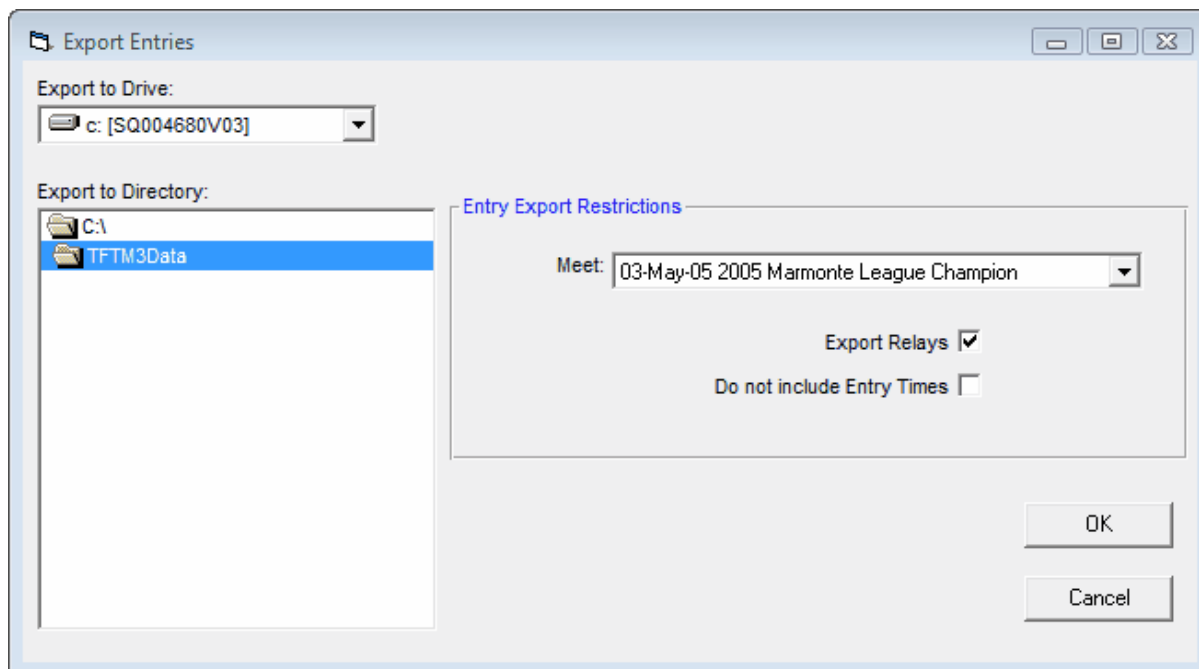 Export Entries
Export to Drive:
c: [SQ004680V03]
Export to Directory:
C:\
TFTM3Data
Entry Export Restrictions
Meet: 03-May-05 2005 Marmonte League Champion
Export Relays
Do not include Entry Times
OK
Cancel